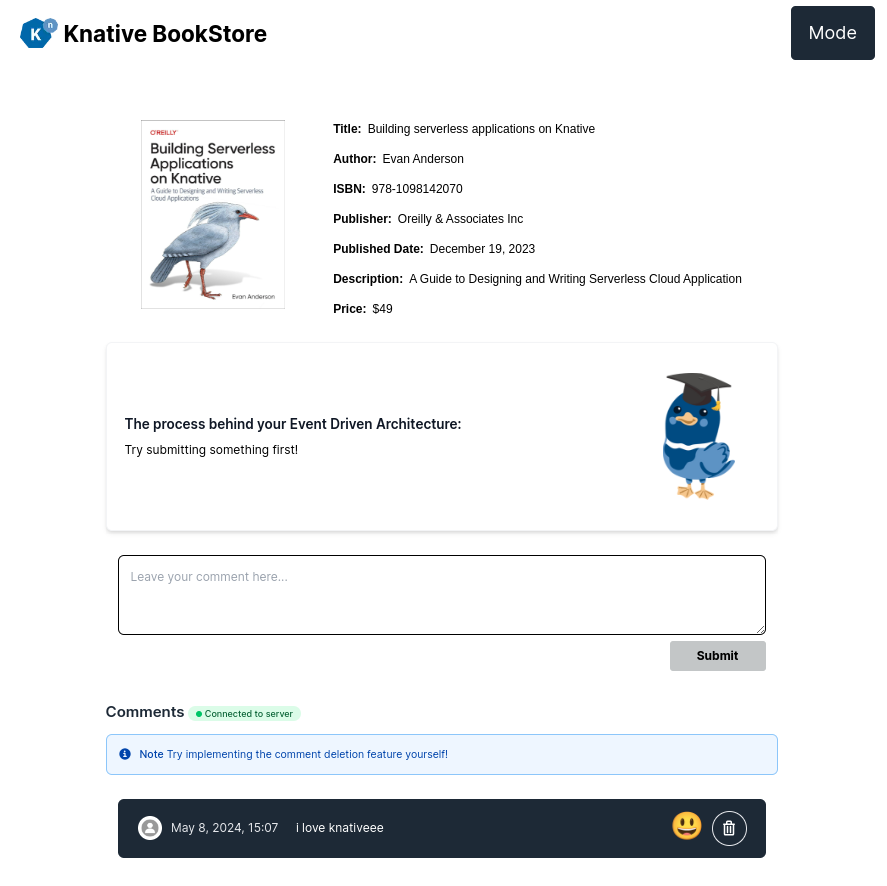 K n Knative BookStore
Mode
O'REILLY
Building Serverless
Applications
on Knative
A Guide to Designing and Writing Serverless
Cloud Applications
Evan Anderson
Title: Building serverless applications on Knative
Author: Evan Anderson
ISBN: 978-1098142070
Publisher: Oreilly & Associates Inc
Published Date: December 19, 2023
Description: A Guide to Designing and Writing Serverless Cloud Application
Price: $49
The process behind your Event Driven Architecture:
Try submitting something first!
Leave your comment here...
Submit
Comments Connected to server
Note Try implementing the comment deletion feature yourself!
May 8, 2024, 15:07 i love knativeee